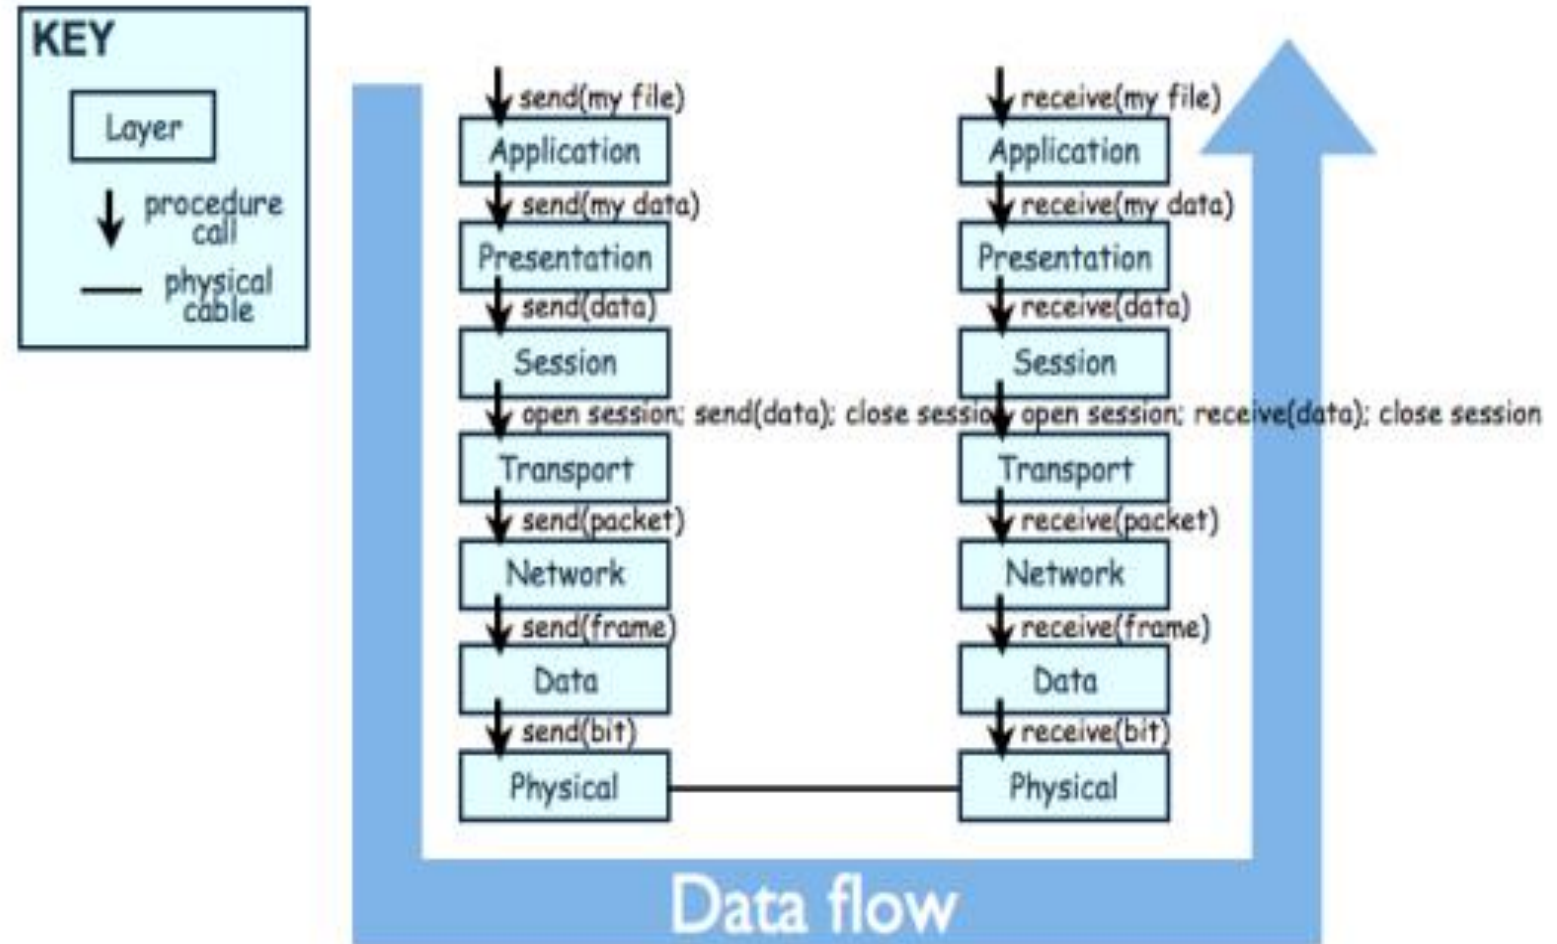 KEY
Layer
procedure
call
physical
cable
send(my file)
Application
send(my data)
Presentation
send(data)
Session
open session; send(data); close sessio
Transport
send(packet)
Network
send(frame)
Data
send(bit)
Physical
receive(my file)
Application
receive(my data)
Presentation
receive(data)
Session
open session; receive(data); close session
Transport
receive(packet)
Network
receive(frame)
Data
receive(bit)
Physical
Data flow